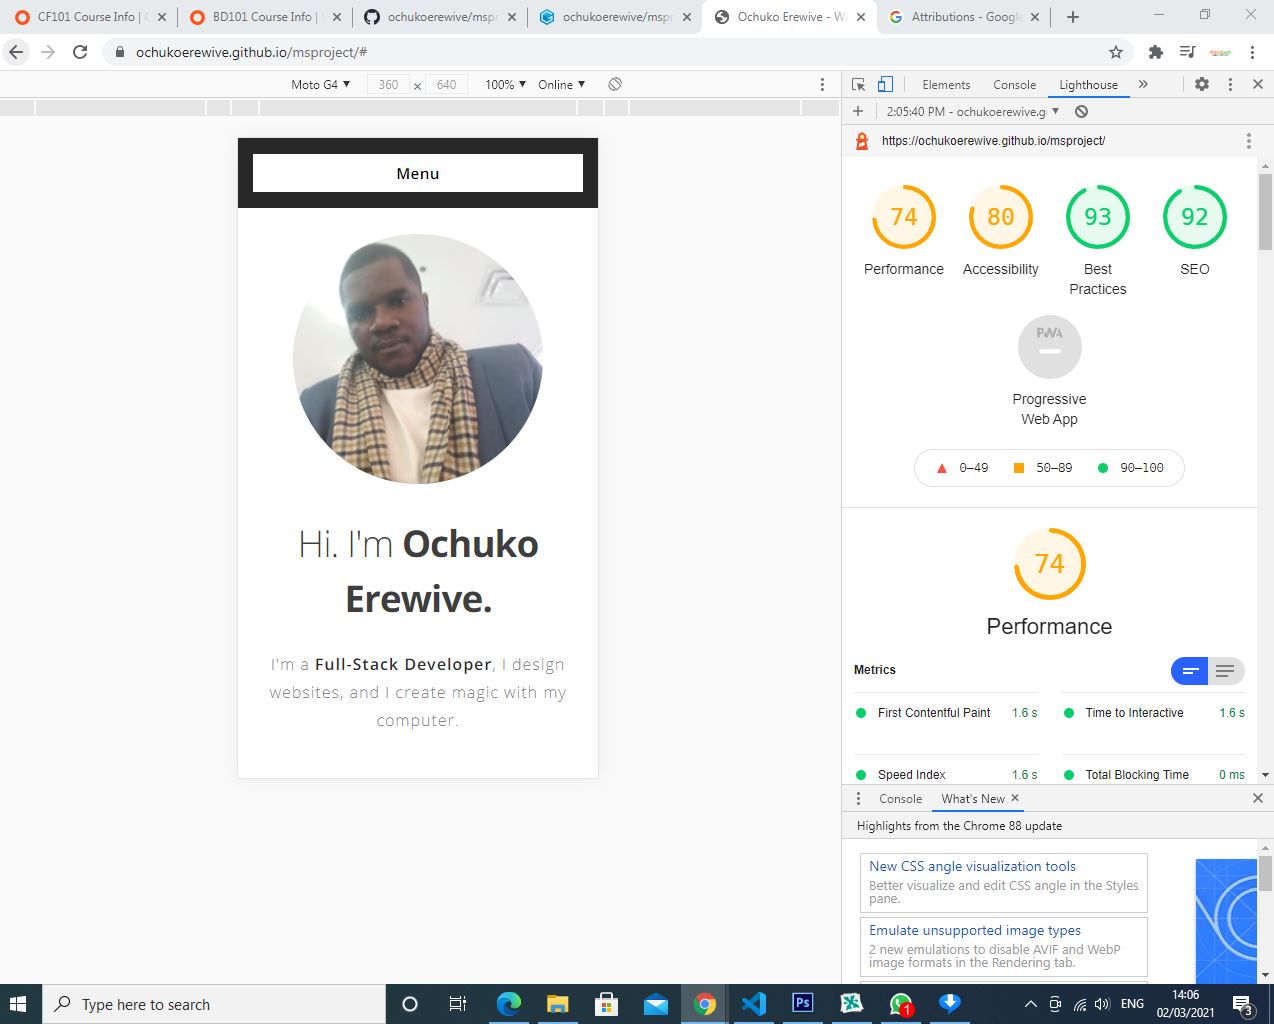 CF101 Course Info |
BD101 Course Info |
ochukoerewive/msp
ochukoerewive/msp
Ochuko Erewive - W
Attributions - Google
ochukoerewive.github.io/msproject/#
Moto G4 ▼ 360 × 640 100% ▼ Online ▼
Elements Console Lighthouse »
2:05:40 PM - ochukoerewive.g ▼
https://ochukoerewive.github.io/msproject/
Menu
74 80 93 92
Performance Accessibility Best SEO
Practices
PWA
Progressive
Web App
0–49 50–89 90–100
Hi. I'm Ochuko
Erewive.
I'm a Full-Stack Developer, I design
websites, and I create magic with my
computer.
74
Performance
Metrics
First Contentful Paint 1.6 s Time to Interactive 1.6 s
Speed Index 1.6 s Total Blocking Time 0 ms
Console What's New ×
Highlights from the Chrome 88 update
New CSS angle visualization tools
Better visualize and edit CSS angle in the Styles
pane.
Emulate unsupported image types
2 new emulations to disable AVIF and WebP
image formats in the Rendering tab.
Type here to search
Ps
1
ENG
14:06
02/03/2021
3